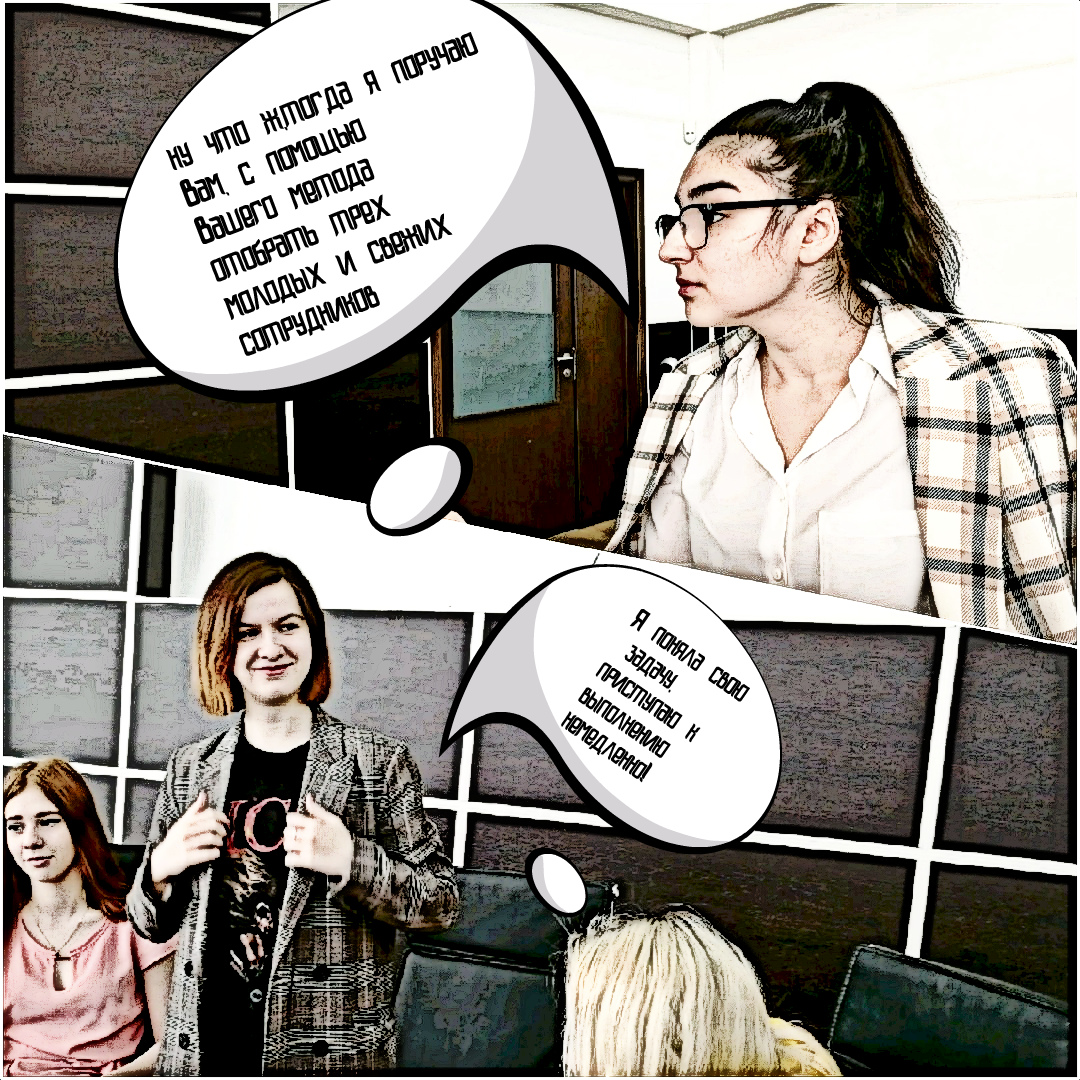 ну что ж,тогда я поручаю
Вам, с помощью
Вашего метода
отобрать трех
молодых и свежих
сотрудников
Я поняла свою
задачу,
приступаю к
выполнению
немедленно!